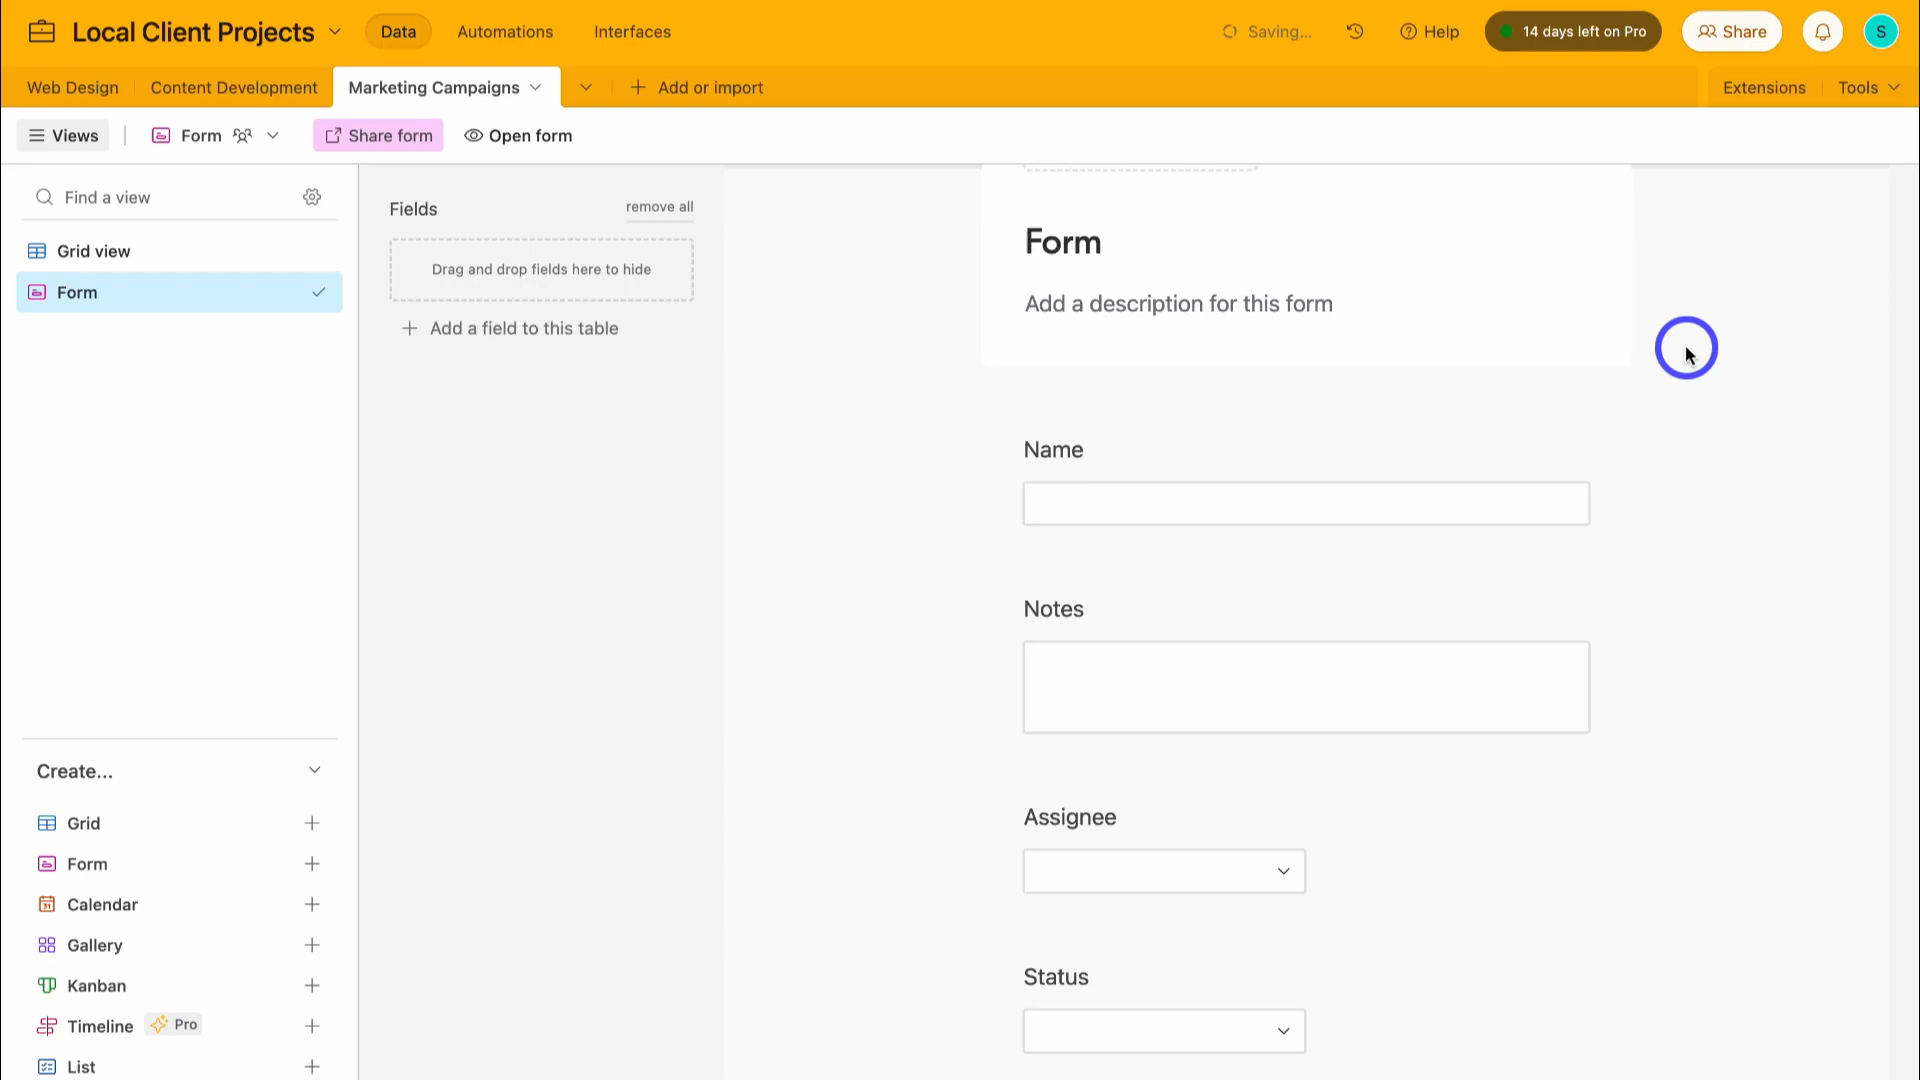 Local Client Projects
Data
Automations
Interfaces
Saving...
Help
14 days left on Pro
Share
S
Web Design
Content Development
Marketing Campaigns
Add or import
Extensions
Tools
Views
Form
Share form
Open form
Find a view
Grid view
Form
Fields
remove all
Drag and drop fields here to hide
Add a field to this table
Form
Add a description for this form
Name
Notes
Assignee
Status
Create...
Grid
Form
31
Calendar
Gallery
Kanban
Timeline Pro
List